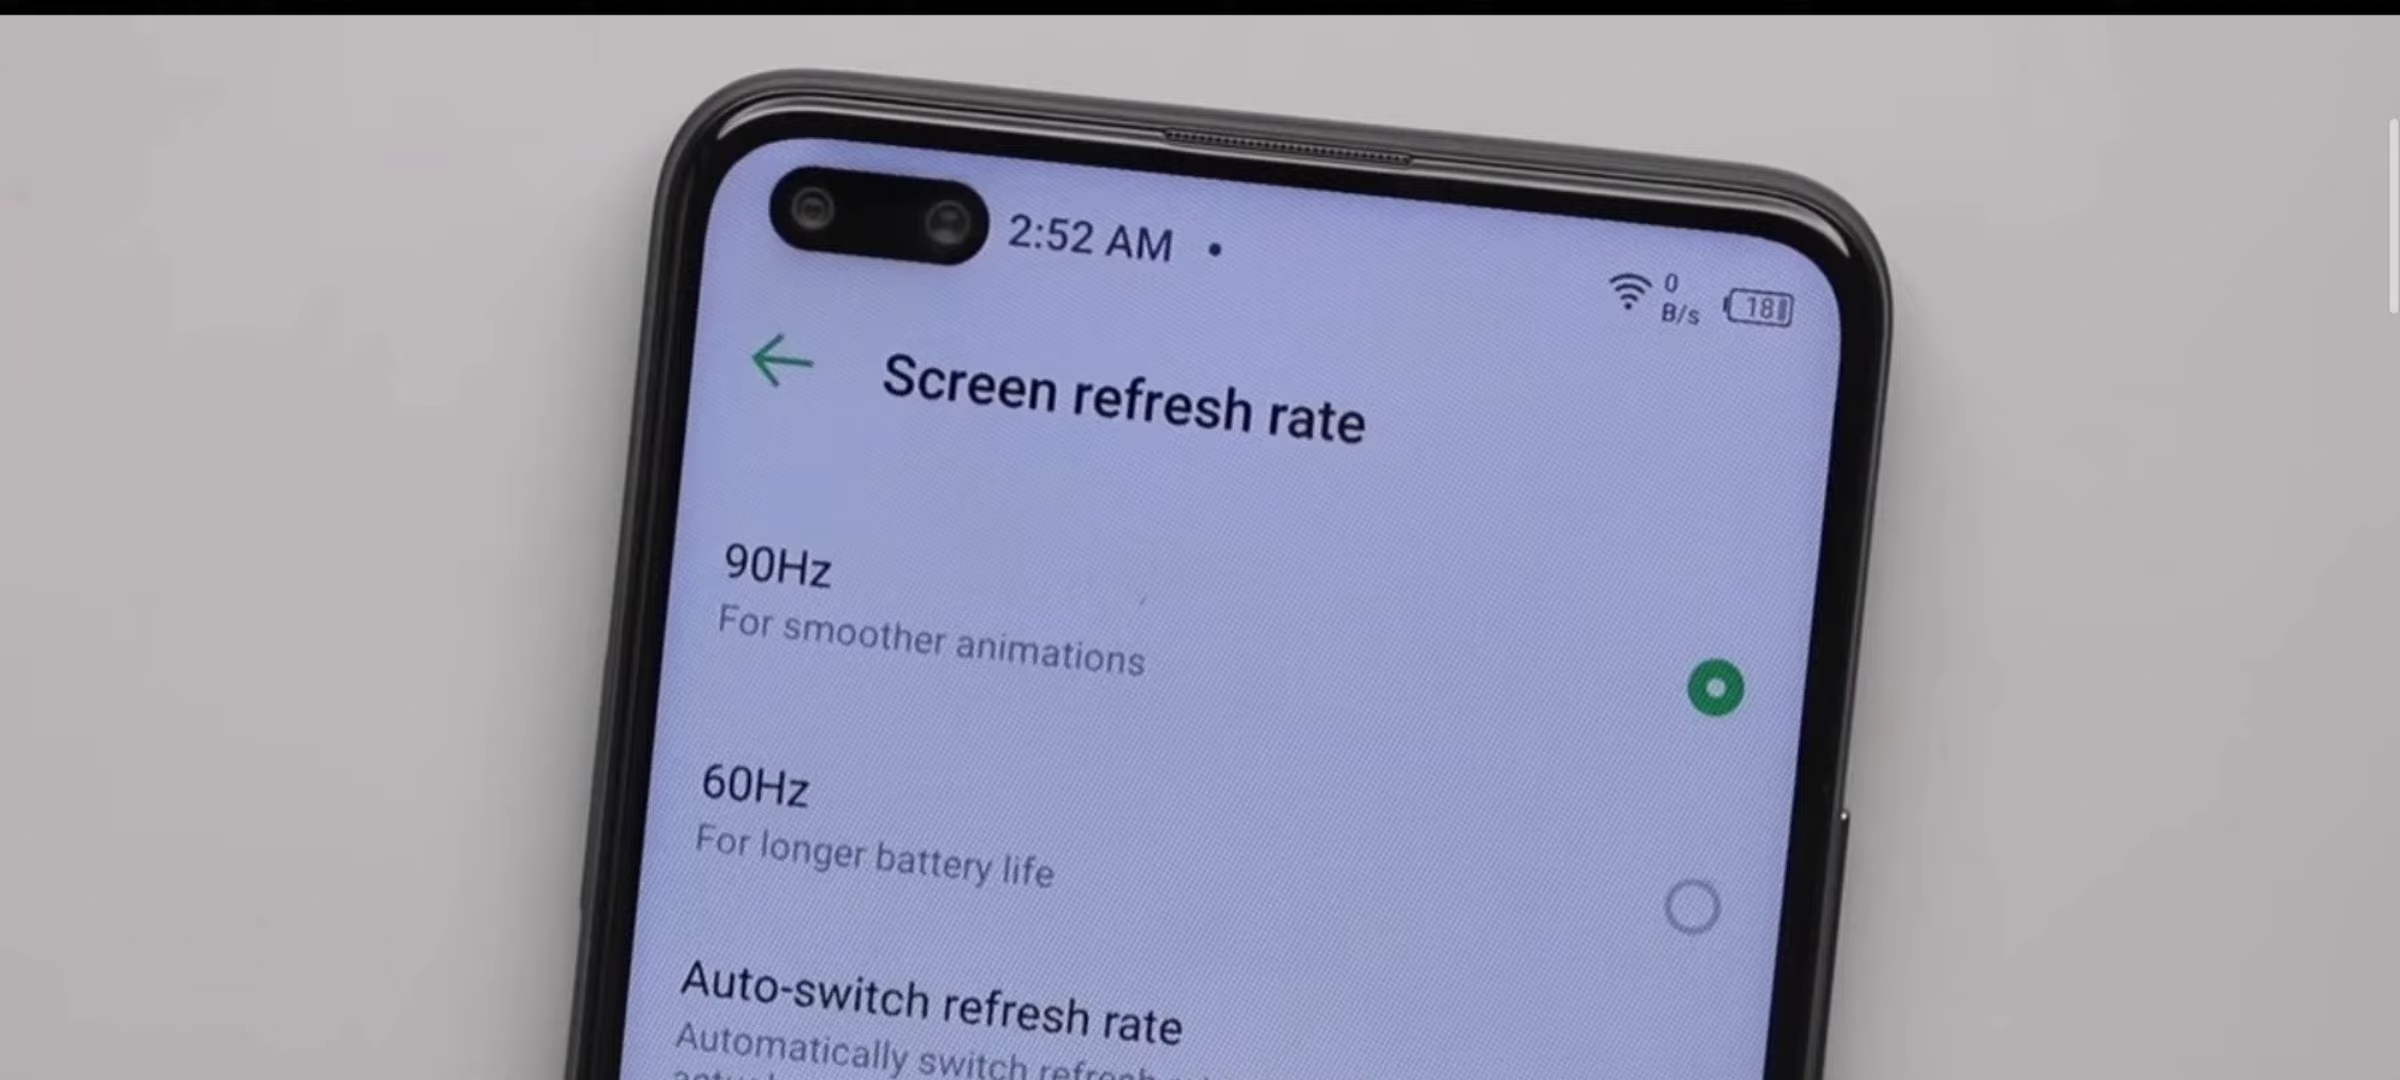 2:52 AM
0
B/s
18
Screen refresh rate
90Hz
For smoother animations
60Hz
For longer battery life
Auto-switch refresh rate
Automatically switch refresh